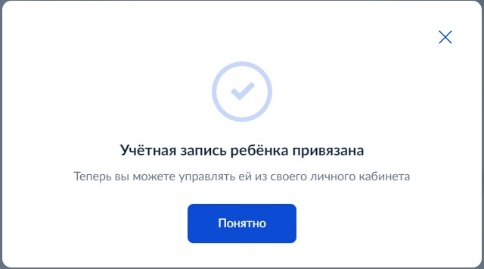 Учётная запись ребёнка привязана
Теперь вы можете управлять ей из своего личного кабинета
Понятно